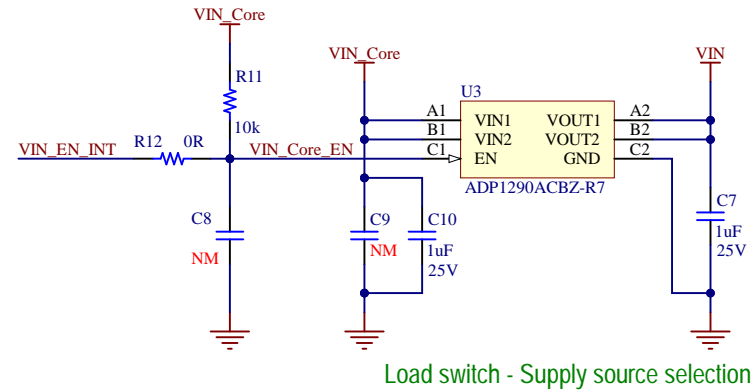 VIN_Core
R11
10k
VIN_EN_INT
R12 0R
VIN_Core_EN
C8
NM
VIN_Core
C9
NM
C10
1uF
25V
U3
A1 VIN1 VOUT1 A2
B1 VIN2 VOUT2 B2
C1 EN GND C2
ADP1290ACBZ-R7
VIN
C7
1uF
25V
Load switch - Supply source selection